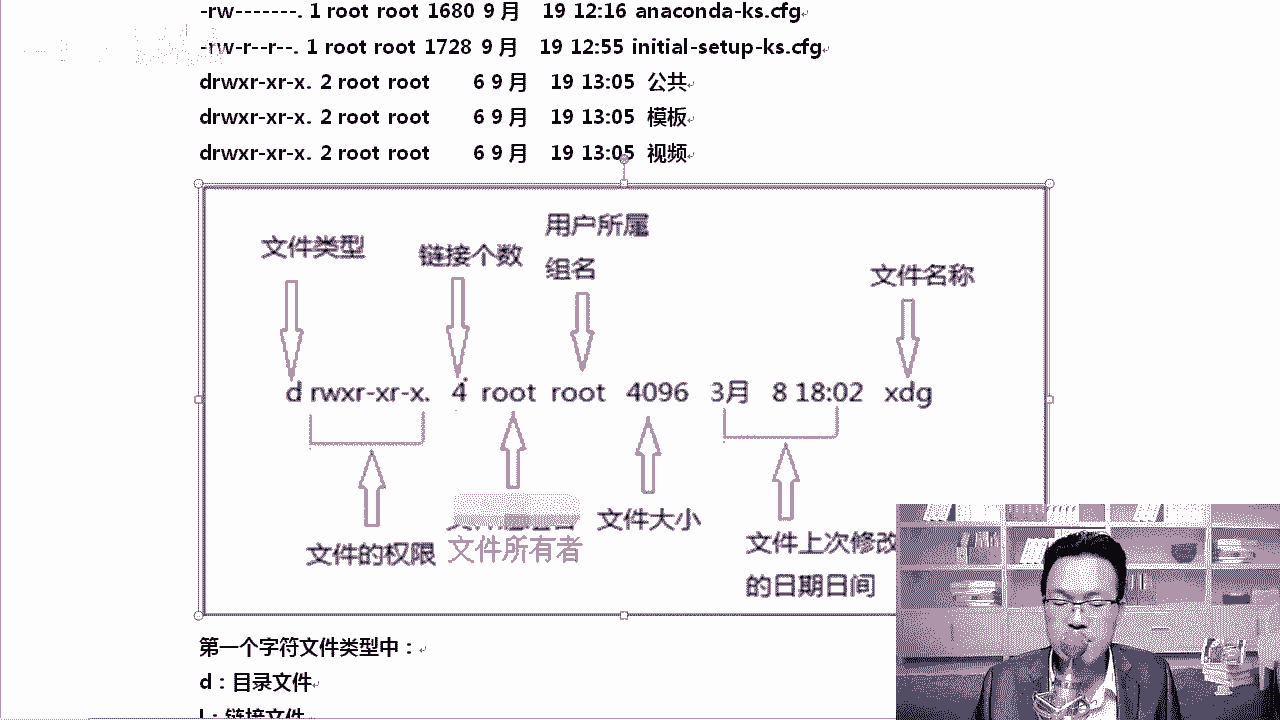 -rw-------. 1 root root 1680 9 月 19 12:16 anaconda-ks.cfg
-rw-r--r--. 1 root root 1728 9 月 19 12:55 initial-setup-ks.cfg
drwxr-xr-x. 2 root root 6 9 月 19 13:05 公共
drwxr-xr-x. 2 root root 6 9 月 19 13:05 模板
drwxr-xr-x. 2 root root 6 9 月 19 13:05 视频
文件类型
链接个数
用户所属
组名
文件名称
d rwxr-xr-x. 4 root root 4096 3月 8 18:02 xdg
文件的权限
文件所有者
文件大小
文件上次修改
的日期日间
第一个字符文件类型中：
d：目录文件
l：链接文件